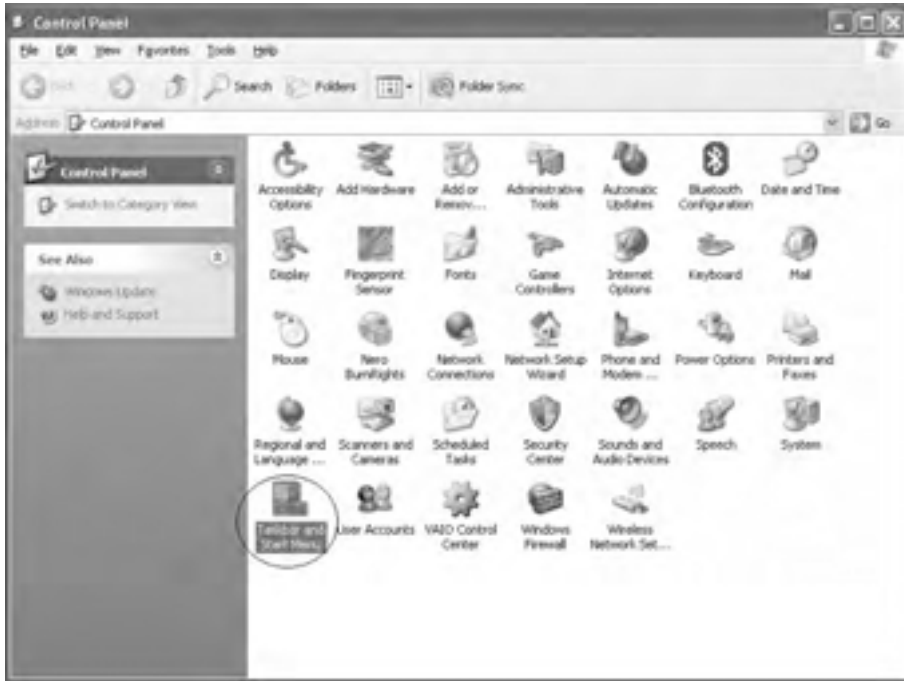 Control Panel
File Edit View Favorites Tools Help
Search Folders Folder Sync
Address Control Panel Go
Control Panel
Switch to Category View
See Also
Windows Update
Help and Support
Accessibility Options
Add Hardware
Add or Remov...
Administrative Tools
Automatic Updates
Bluetooth Configuration
Date and Time
Display
Fingerprint Sensor
Fonts
Game Controllers
Internet Options
Keyboard
Mail
Mouse
Nero BurnRights
Network Connections
Network Setup Wizard
Phone and Modem ...
Power Options
Printers and Faxes
Regional and Language ...
Scanners and Cameras
Scheduled Tasks
Security Center
Sounds and Audio Devices
Speech
System
Taskbar and Start Menu
User Accounts
VAIO Control Center
Windows Firewall
Wireless Network Set...